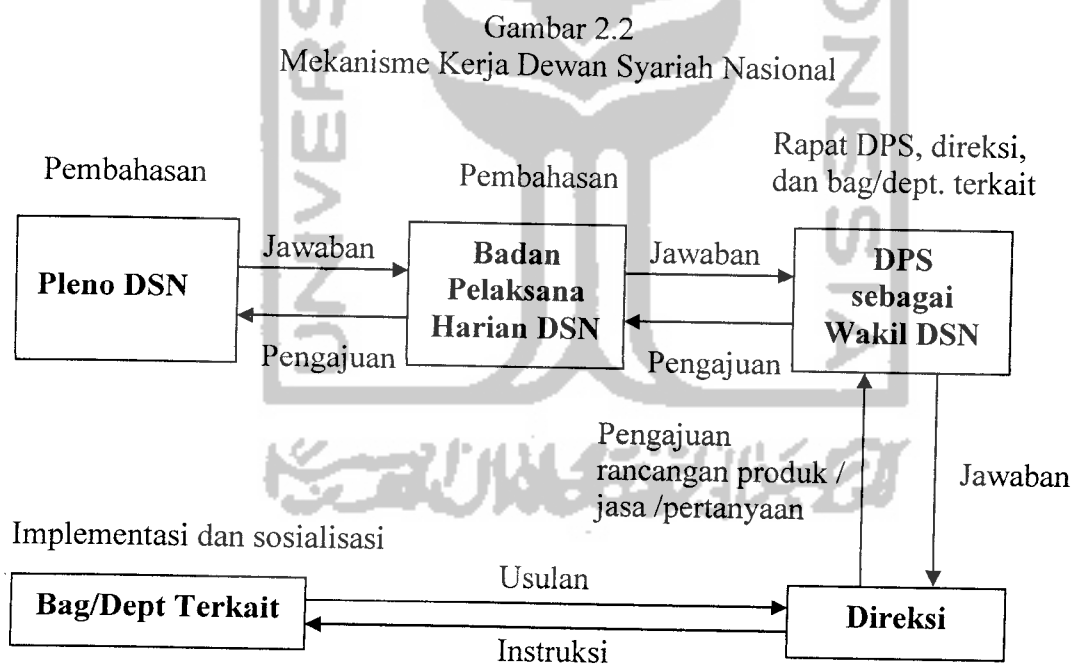 Gambar 2.2
Mekanisme Kerja Dewan Syariah Nasional
Pembahasan
Pembahasan
Rapat DPS, direksi,
dan bag/dept. terkait
Pleno DSN
Jawaban
Pengajuan
Badan
Pelaksana
Harian DSN
Jawaban
Pengajuan
DPS
sebagai
Wakil DSN
Pengajuan
rancangan produk /
jasa /pertanyaan
Jawaban
Implementasi dan sosialisasi
Bag/Dept Terkait
Usulan
Instruksi
Direksi